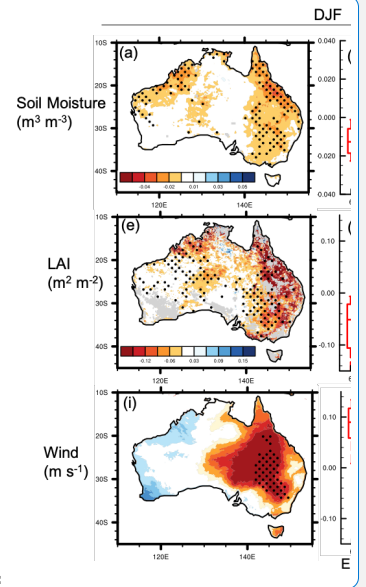 DJF
(a)
10S
20S
30S
40S
Soil Moisture
(m³ m⁻³)
-0.04 -0.02 0.01 0.03 0.05
120E 140E
0.040
0.020
0.000
0.020
0.040
(e)
10S
20S
30S
40S
LAI
(m² m⁻²)
-0.12 -0.06 0.03 0.08 0.15
120E 140E
0.10
0.00
-0.10
(i)
10S
20S
30S
40S
Wind
(m s⁻¹)
120E 140E
0.10
0.00
-0.10
E